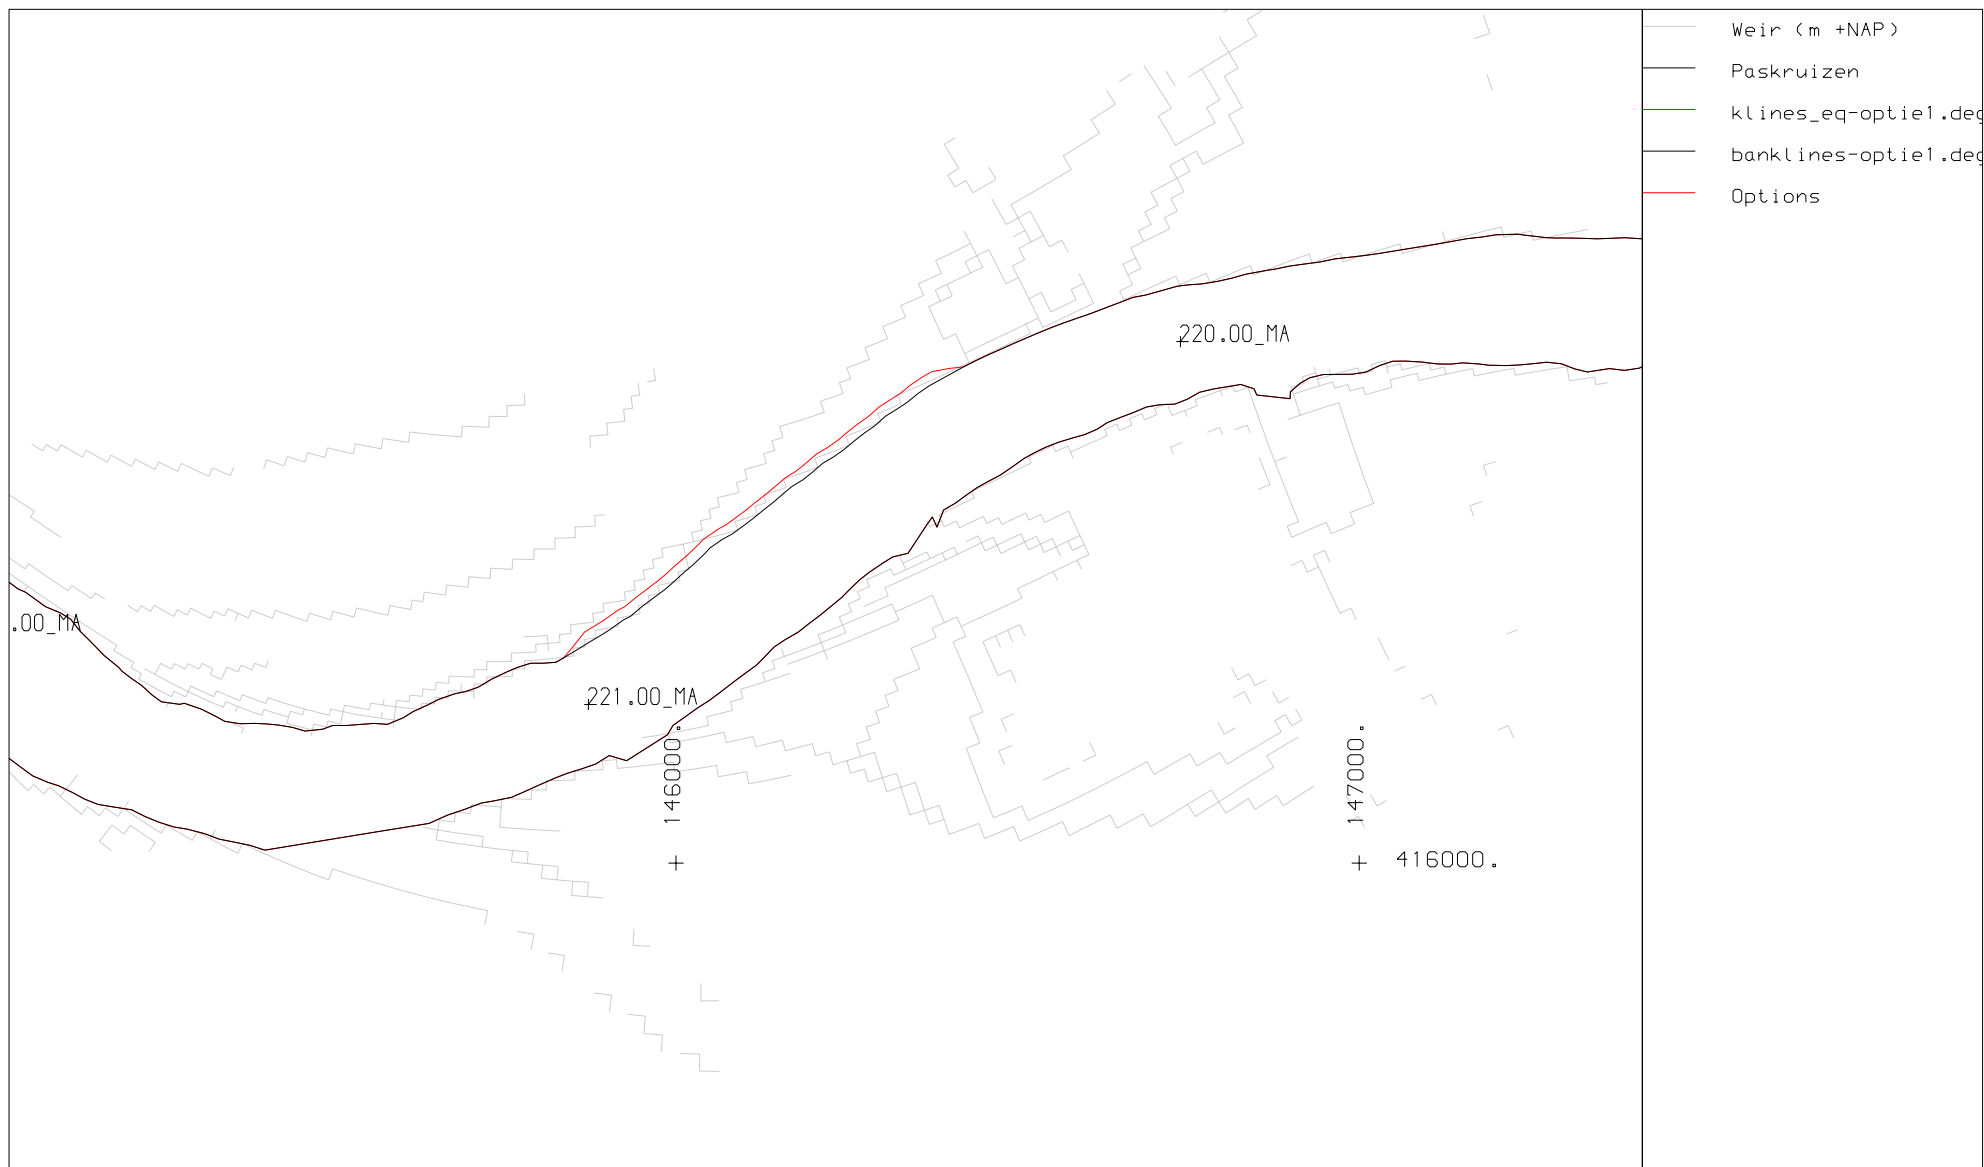 Weir (m +NAP)
Paskruizen
klines_eq-optie1.deg
banklines-optie1.deg
Options
220.00_MA
.00_MA
221.00_MA
146000.
147000.
416000.